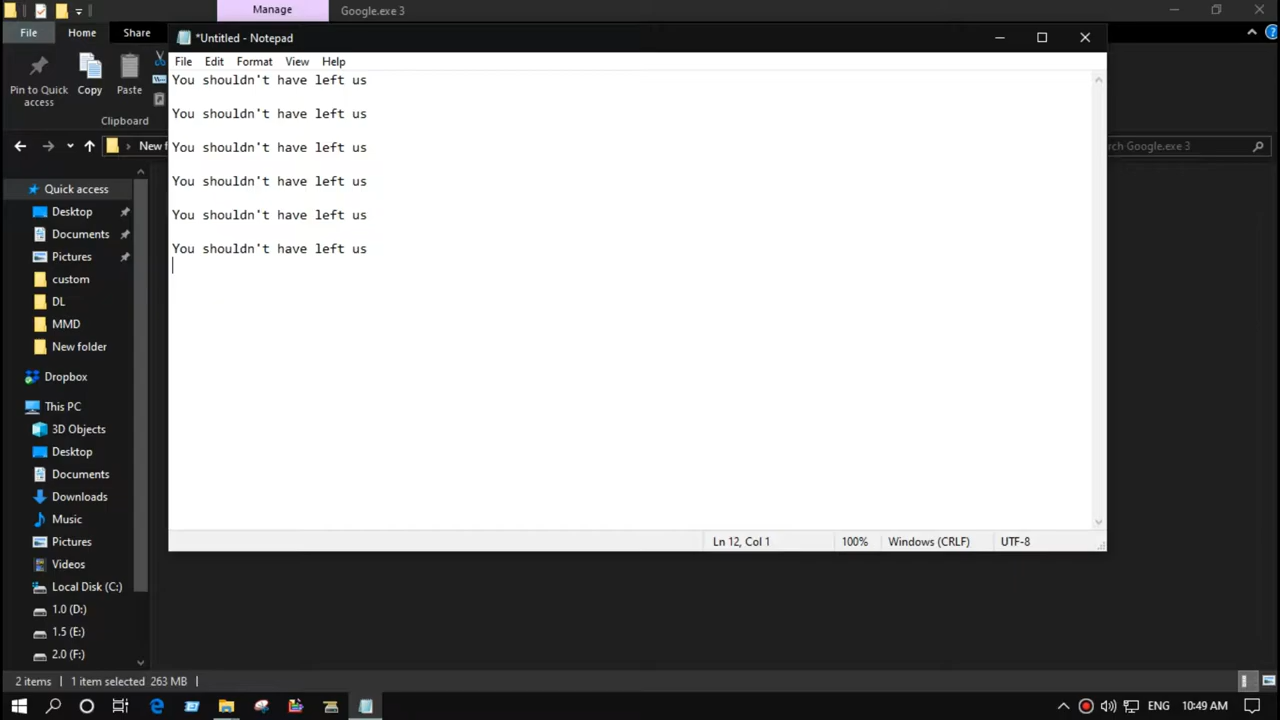 Manage
Google.exe 3
File
Home
Share
*Untitled - Notepad
File Edit Format View Help
Pin to Quick access
Copy
Paste
Clipboard
New f
rch Google.exe 3
You shouldn't have left us
You shouldn't have left us
You shouldn't have left us
You shouldn't have left us
You shouldn't have left us
You shouldn't have left us
Quick access
Desktop
Documents
Pictures
custom
DL
MMD
New folder
Dropbox
This PC
3D Objects
Desktop
Documents
Downloads
Music
Pictures
Videos
Local Disk (C:)
1.0 (D:)
1.5 (E:)
2.0 (F:)
Ln 12, Col 1
100%
Windows (CRLF)
UTF-8
2 items
1 item selected 263 MB
ENG
10:49 AM